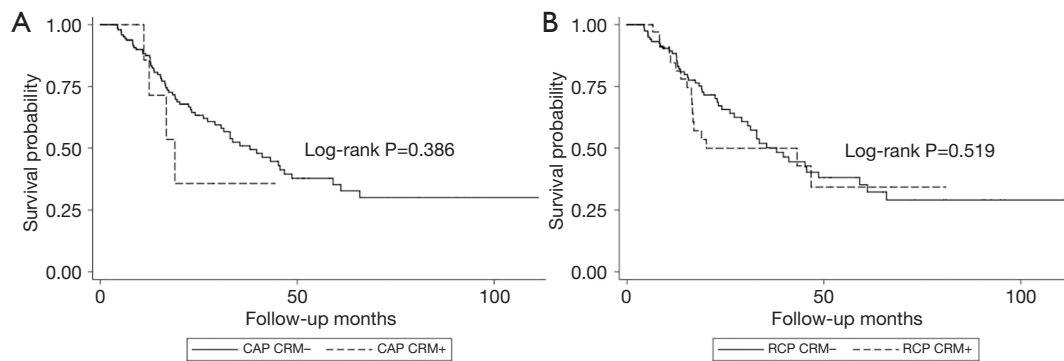 A
Survival probability
1.00
0.75
0.50
0.25
0.00
Log-rank P=0.386
0
50
100
Follow-up months
CAP CRM–
CAP CRM+
B
Survival probability
1.00
0.75
0.50
0.25
0.00
Log-rank P=0.519
0
50
100
Follow-up months
RCP CRM–
RCP CRM+